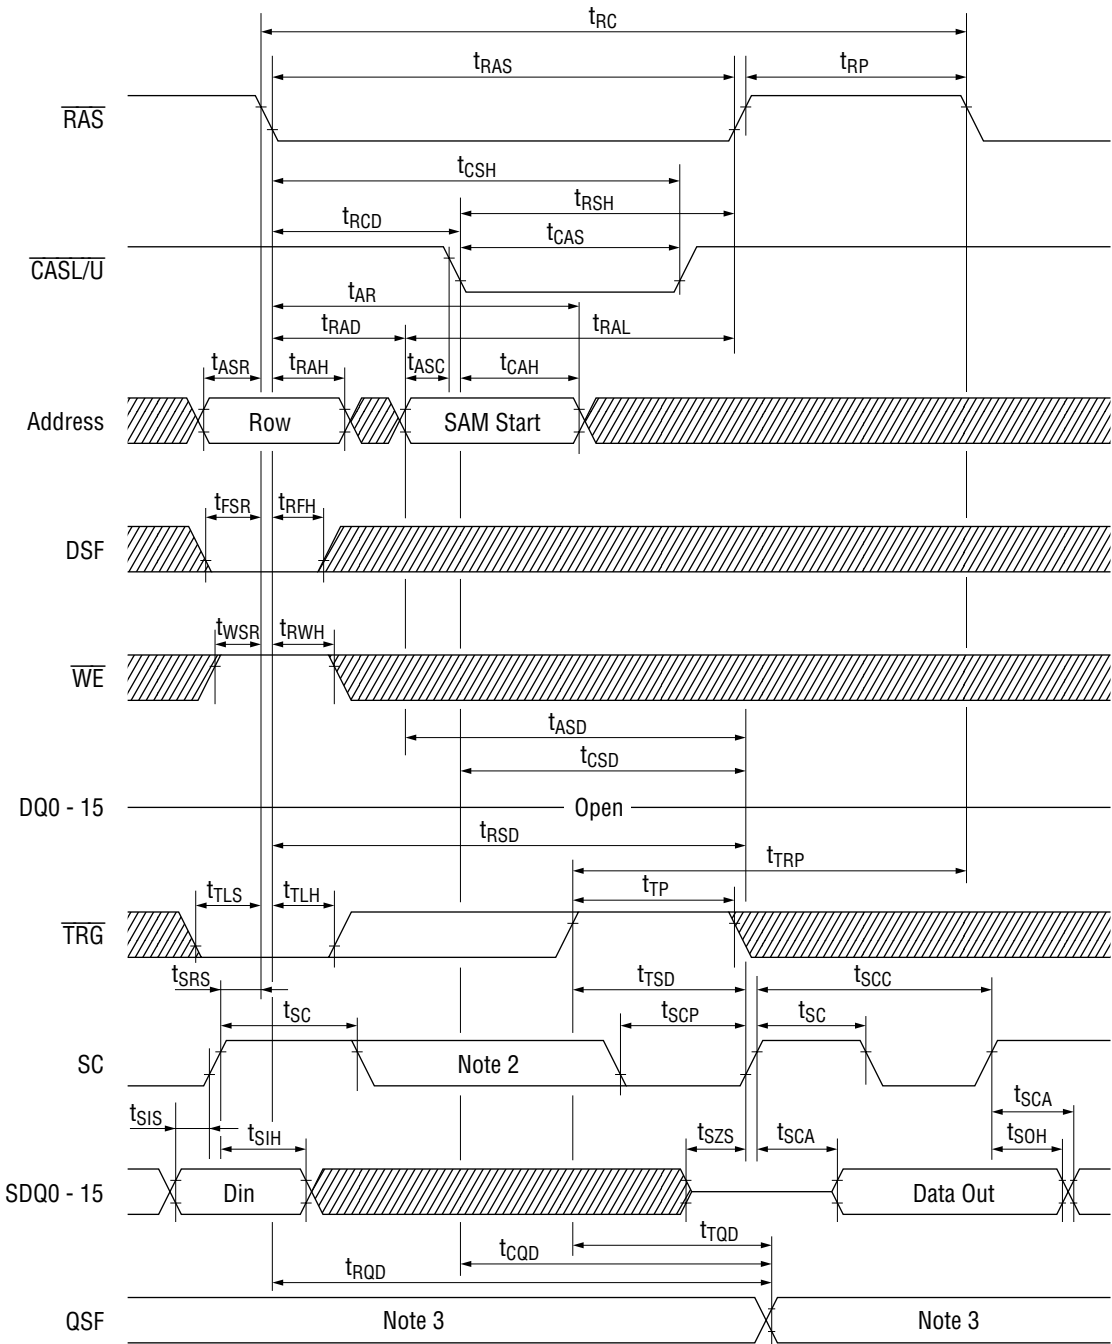 tRC
tRAS
tRP
RAS
tCSH
tRSH
tRCD
tCAS
CASL/U
tAR
tRAD
tRAL
tASR
tRAH
tASC
tCAH
Address
Row
SAM Start
tFSR
tRFH
DSF
tWSR
tRWH
WE
tASD
tCSD
DQ0 - 15
Open
tRSD
tTRP
tTLS
tTLH
tTP
TRG
tSRS
tTSD
tSCC
tSC
tSCP
tSC
SC
Note 2
tSIS
tSIH
tSZS
tSCA
tSCA
tSOH
SDQ0 - 15
Din
Data Out
tTQD
tCQD
tRQD
QSF
Note 3
Note 3